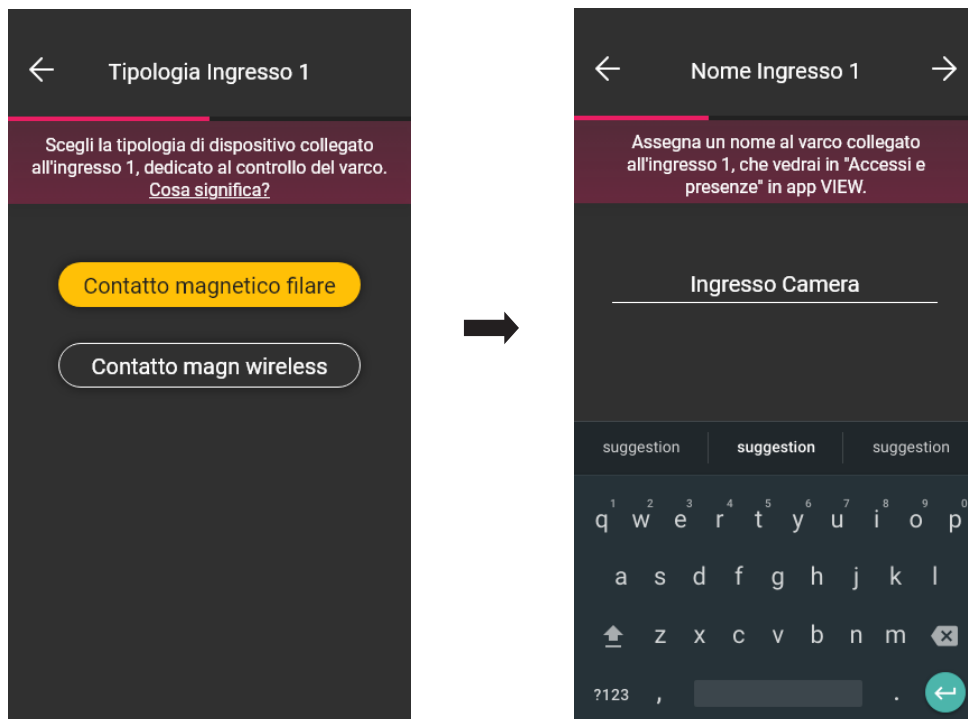 Tipologia Ingresso 1
Scegli la tipologia di dispositivo collegato
all'ingresso 1, dedicato al controllo del varco.
Cosa significa?
Contatto magnetico filare
Contatto magn wireless
Nome Ingresso 1
Assegna un nome al varco collegato
all'ingresso 1, che vedrai in "Accessi e
presenze" in app VIEW.
Ingresso Camera
suggestion suggestion suggestion
1 2 3 4 5 6 7 8 9 0
q w e r t y u i o p
a s d f g h j k l
z x c v b n m
?123 , .